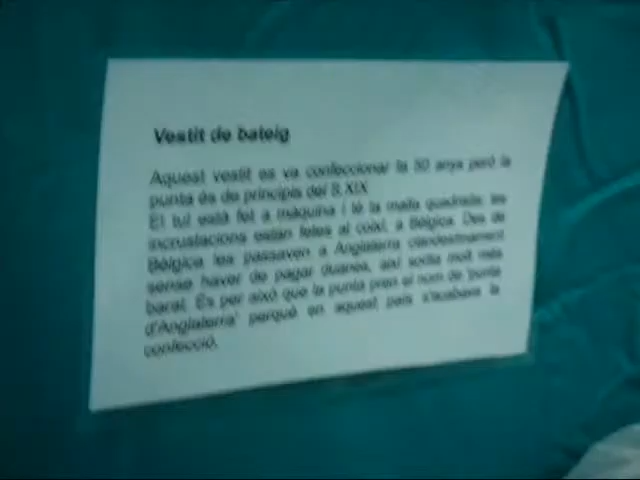 Vestit de bateig
Aquest vestit es va confeccionar fa 50 anys però la
punta és de principis del S.XIX
El tul està fet a màquina i té la malla quadrada; les
incrustacions estan fetes al coixí, a Bèlgica. Des de
Bèlgica les passaven a Anglaterra clandestinament
sense haver de pagar duanes, així sortia molt més
barat. És per això que la punta pren el nom de 'punta
d'Anglaterra' perquè en aquest país s'acabava la
confecció.